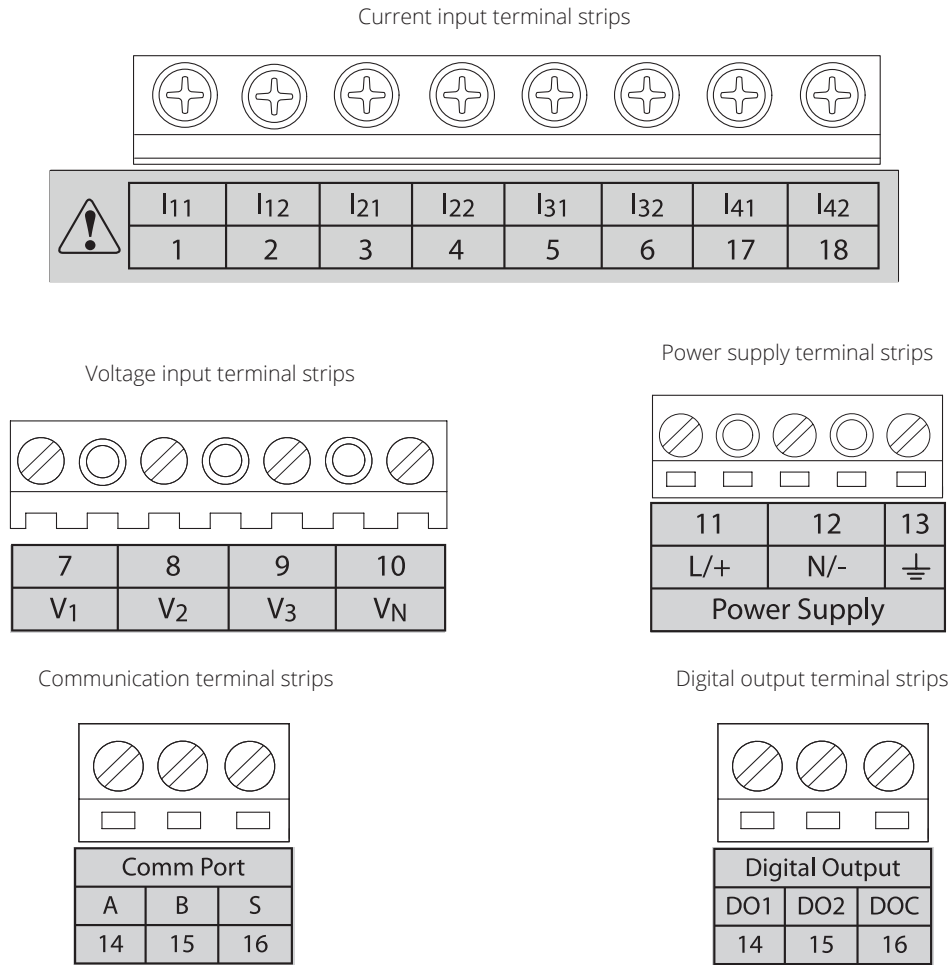 Current input terminal strips
I11 I12 I21 I22 I31 I32 I41 I42
1 2 3 4 5 6 17 18
Voltage input terminal strips
7 8 9 10
V1 V2 V3 VN
Power supply terminal strips
11 12 13
L/+ N/-
Power Supply
Communication terminal strips
Comm Port
A B S
14 15 16
Digital output terminal strips
Digital Output
DO1 DO2 DOC
14 15 16